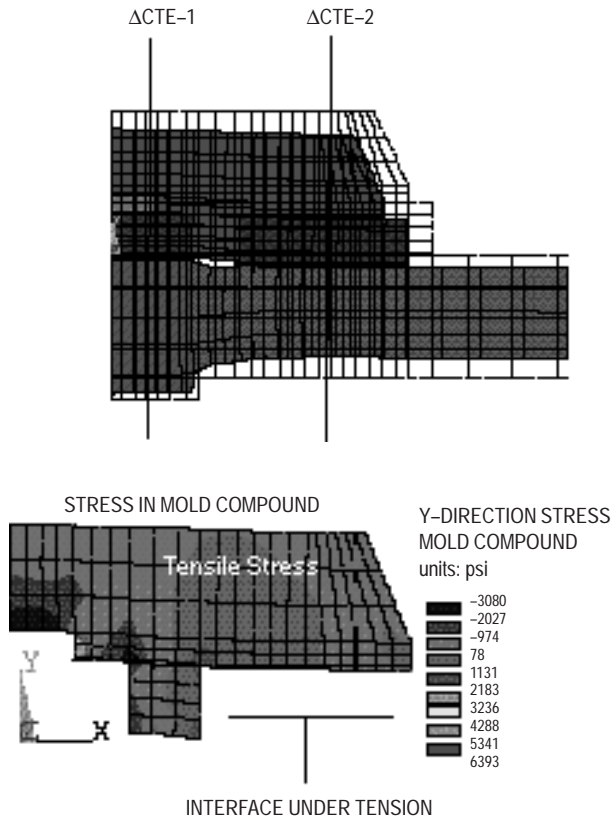 ΔCTE–1 ΔCTE–2
STRESS IN MOLD COMPOUND
Tensile Stress
Y
X
Y–DIRECTION STRESS
MOLD COMPOUND
units: psi
–3080
–2027
–974
78
1131
2183
3236
4288
5341
6393
INTERFACE UNDER TENSION